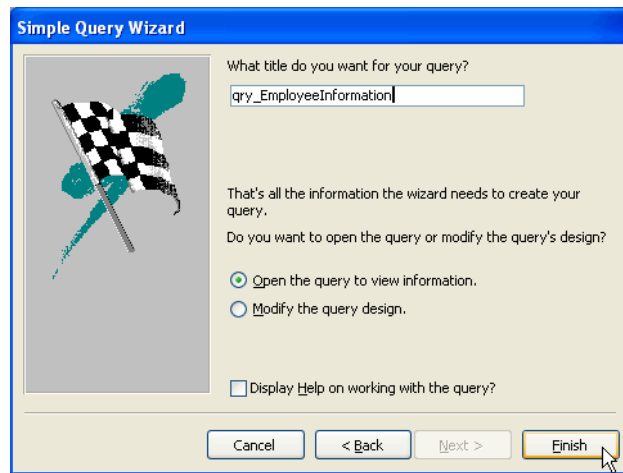 Simple Query Wizard
What title do you want for your query?
qry_EmployeeInformation
That's all the information the wizard needs to create your
query.
Do you want to open the query or modify the query's design?
Open the query to view information.
Modify the query design.
Display Help on working with the query?
Cancel
< Back
Next >
Finish